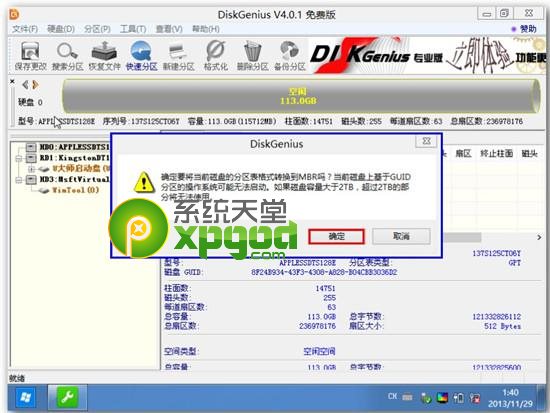 DiskGenius V4.0.1 免费版
文件(F) 硬盘(D) 分区(P) 工具(T) 查看(V) 帮助(H) 赞助
保存更改 搜索分区 恢复文件 快速分区 新建分区 格式化 删除分区 备份分区
DISKGenius 专业版 立即体验 功能更
硬盘 0
空闲
113.0GB
型号:APPLESSDTS128E 序列号:137S125CT06Y 容量:113.0GB(115712MB) 柱面数:14751 磁头数:255 每道扇区数:63 总扇区数:236978176
HD0:APPLESSDTS128E
RD1:KingstonDT1
U大师启动盘
RD3:MsftVirtual
WinTool(O)
扇区 终止柱面
DiskGenius
确定要将当前磁盘的分区表格式转换到MBR吗？当前磁盘上基于GUID
分区的操作系统可能无法启动。如果磁盘容量大于2TB，超过2TB的部
分将无法使用。
确定 取消
系统天堂
xpgod.com
137S125CT06Y
型号: APPLESSDTS128E 分区表类型: GPT
磁盘 GUID: 8F24B934-43F3-4308-A828-B04CBB3036D2
柱面数: 14751
磁头数: 255
每道扇区数: 63
总容量: 113.0GB 总字节数: 121332826112
总扇区数: 236978176 扇区大小: 512 Bytes
空间类型: 空闲空间
总容量: 113.0GB 总字节数: 121332825600
就绪
CH
1:40
2013/11/29